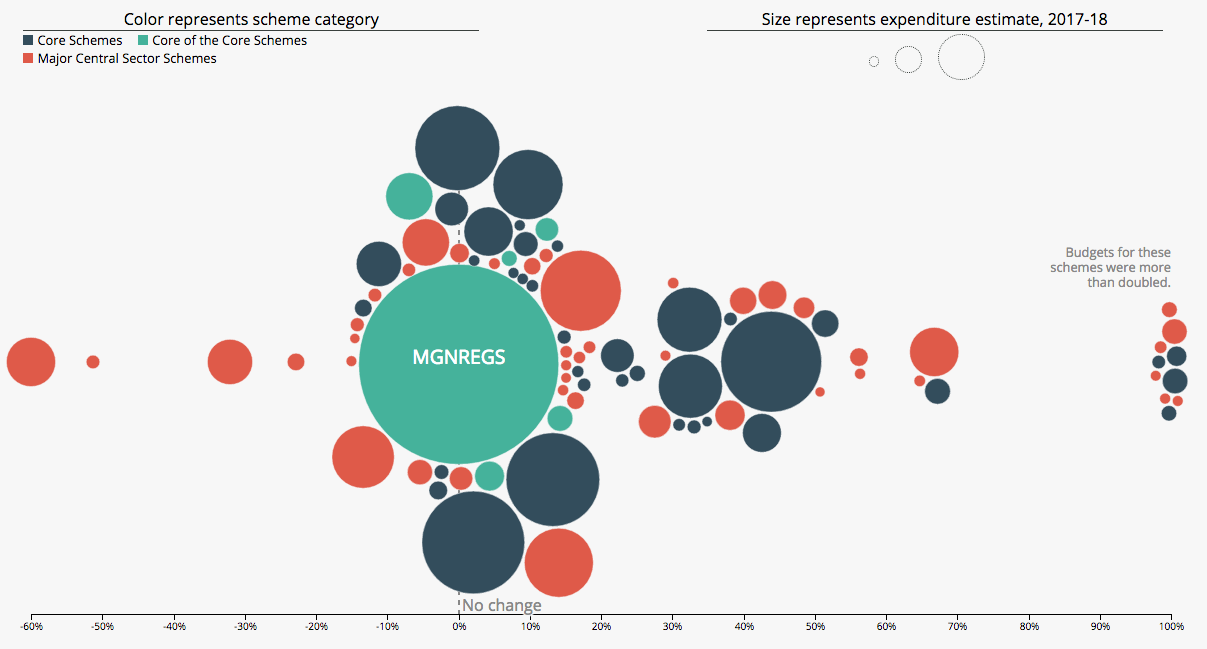 Color represents scheme category
Size represents expenditure estimate, 2017-18
Core Schemes
Core of the Core Schemes
Major Central Sector Schemes
Budgets for these
schemes were more
than doubled.
MGNREGS
No change
-60%
-50%
-40%
-30%
-20%
-10%
0%
10%
20%
30%
40%
50%
60%
70%
80%
90%
100%